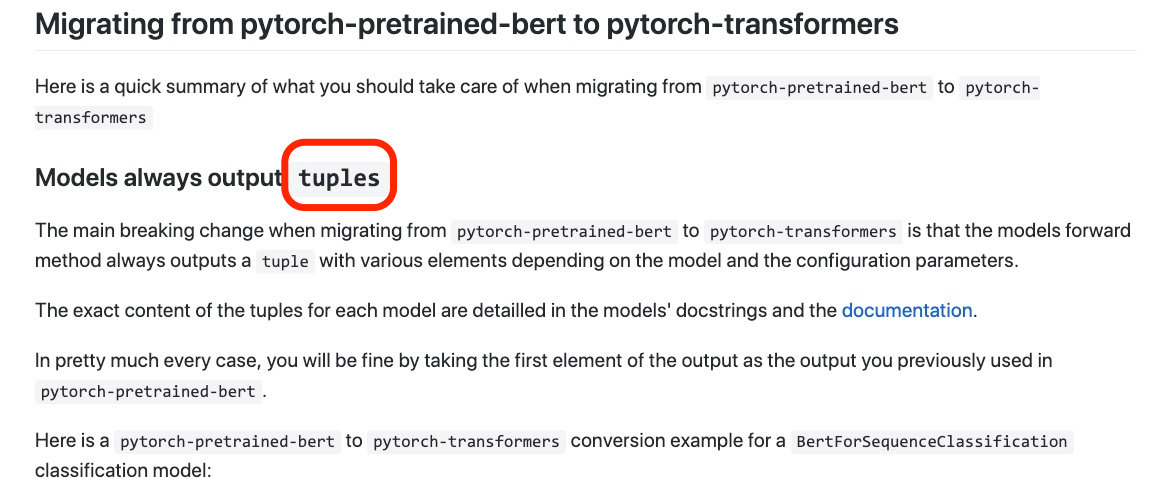 Migrating from pytorch-pretrained-bert to pytorch-transformers
Here is a quick summary of what you should take care of when migrating from pytorch-pretrained-bert to pytorch-
transformers
Models always output tuples
The main breaking change when migrating from pytorch-pretrained-bert to pytorch-transformers is that the models forward
method always outputs a tuple with various elements depending on the model and the configuration parameters.
The exact content of the tuples for each model are detailled in the models' docstrings and the documentation.
In pretty much every case, you will be fine by taking the first element of the output as the output you previously used in
pytorch-pretrained-bert.
Here is a pytorch-pretrained-bert to pytorch-transformers conversion example for a BertForSequenceClassification
classification model: